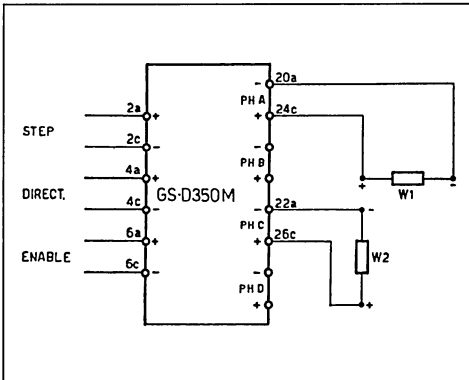 20a
-
PH A
2a
24c
+
+
STEP
2c
-
-
PH B
4a
+
+
+
-
W1
DIRECT.
GS-D350M
4c
22a
-
-
-
PH C
6a
26c
+
+
W2
ENABLE
6c
-
-
PH D
+
+